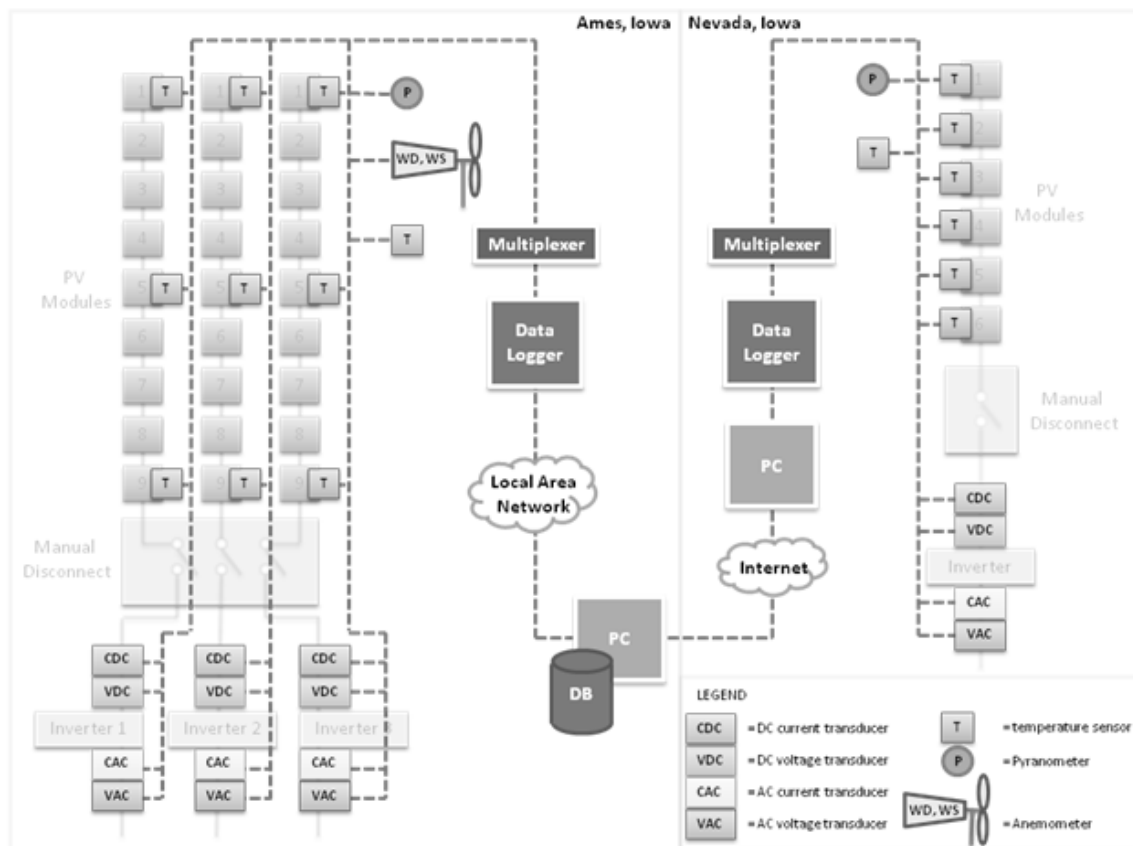 Ames, Iowa
Nevada, Iowa
1 T 1 T 1 T P
2 2 2
WD, WS
3 3 3
4 4 4 T
PV
Modules
5 T 5 T 5 T
6 6 6
7 7 7
8 8 8
9 T 9 T 9 T
Manual
Disconnect
CDC CDC CDC
VDC VDC VDC
Inverter 1 Inverter 2 Inverter 3
CAC CAC CAC
VAC VAC VAC
Multiplexer
Data
Logger
Local Area
Network
PC
DB
Multiplexer
Data
Logger
PC
Internet
P T 1
T 2
T
T 3
T 4
T 5
T 6
PV
Modules
Manual
Disconnect
CDC
VDC
Inverter
CAC
VAC
LEGEND
CDC = DC current transducer
VDC = DC voltage transducer
CAC = AC current transducer
VAC = AC voltage transducer
T = temperature sensor
P = Pyranometer
WD, WS = Anemometer